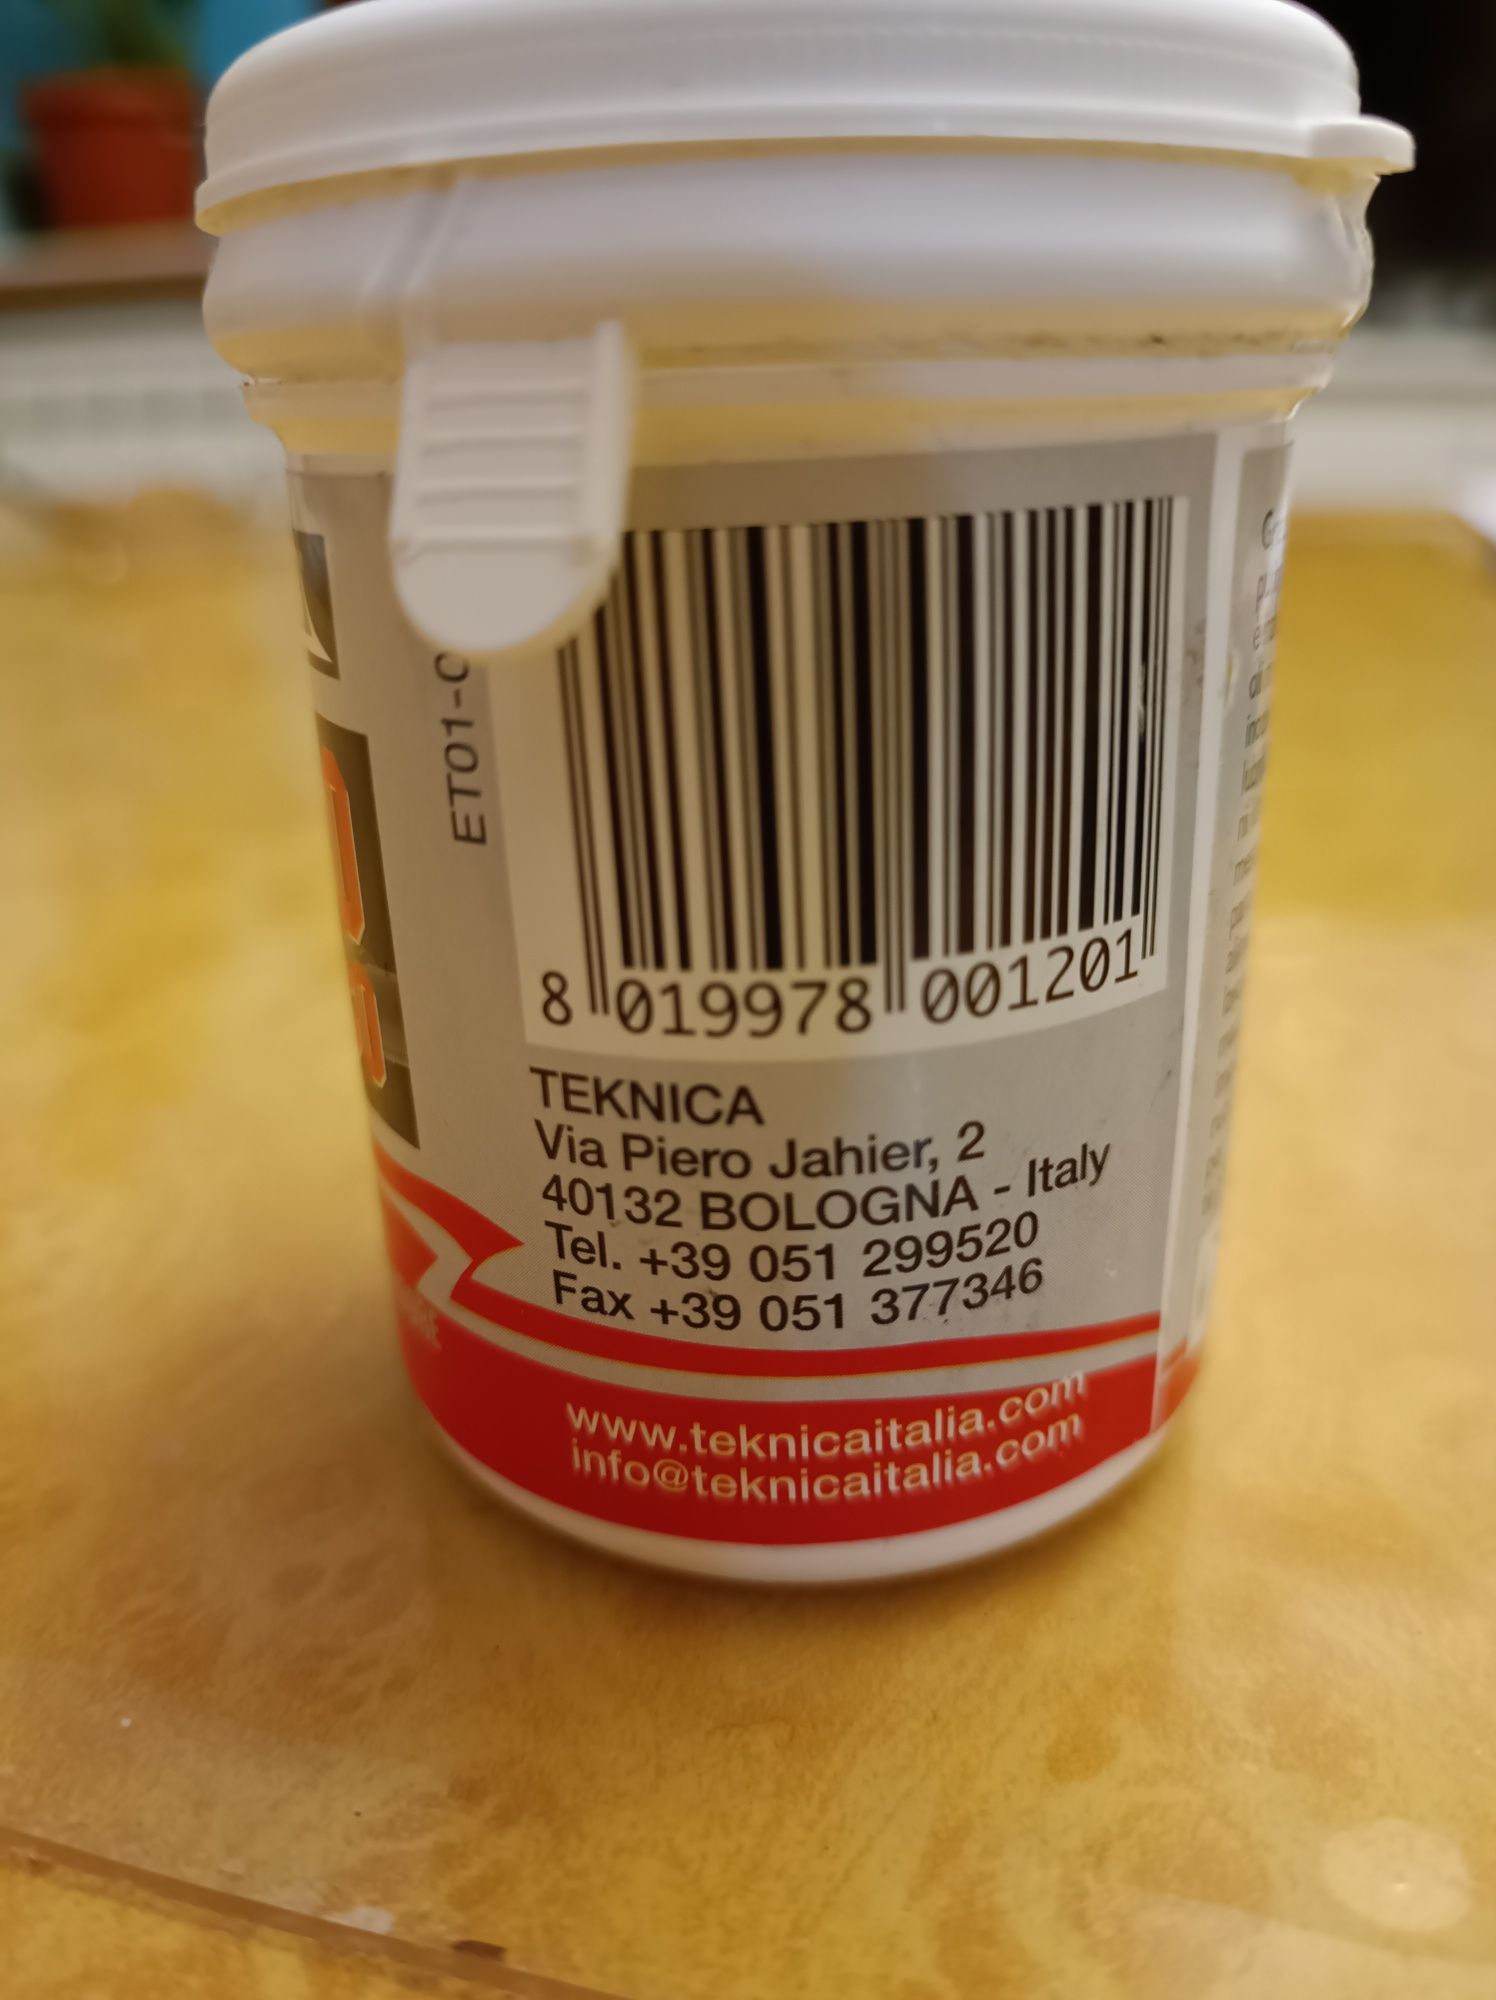 ET01-0
8 019978 001201
TEKNICA
Via Piero Jahier, 2
40132 BOLOGNA - Italy
Tel. +39 051 299520
Fax +39 051 377346
www.teknicaitalia.com
info@teknicaitalia.com